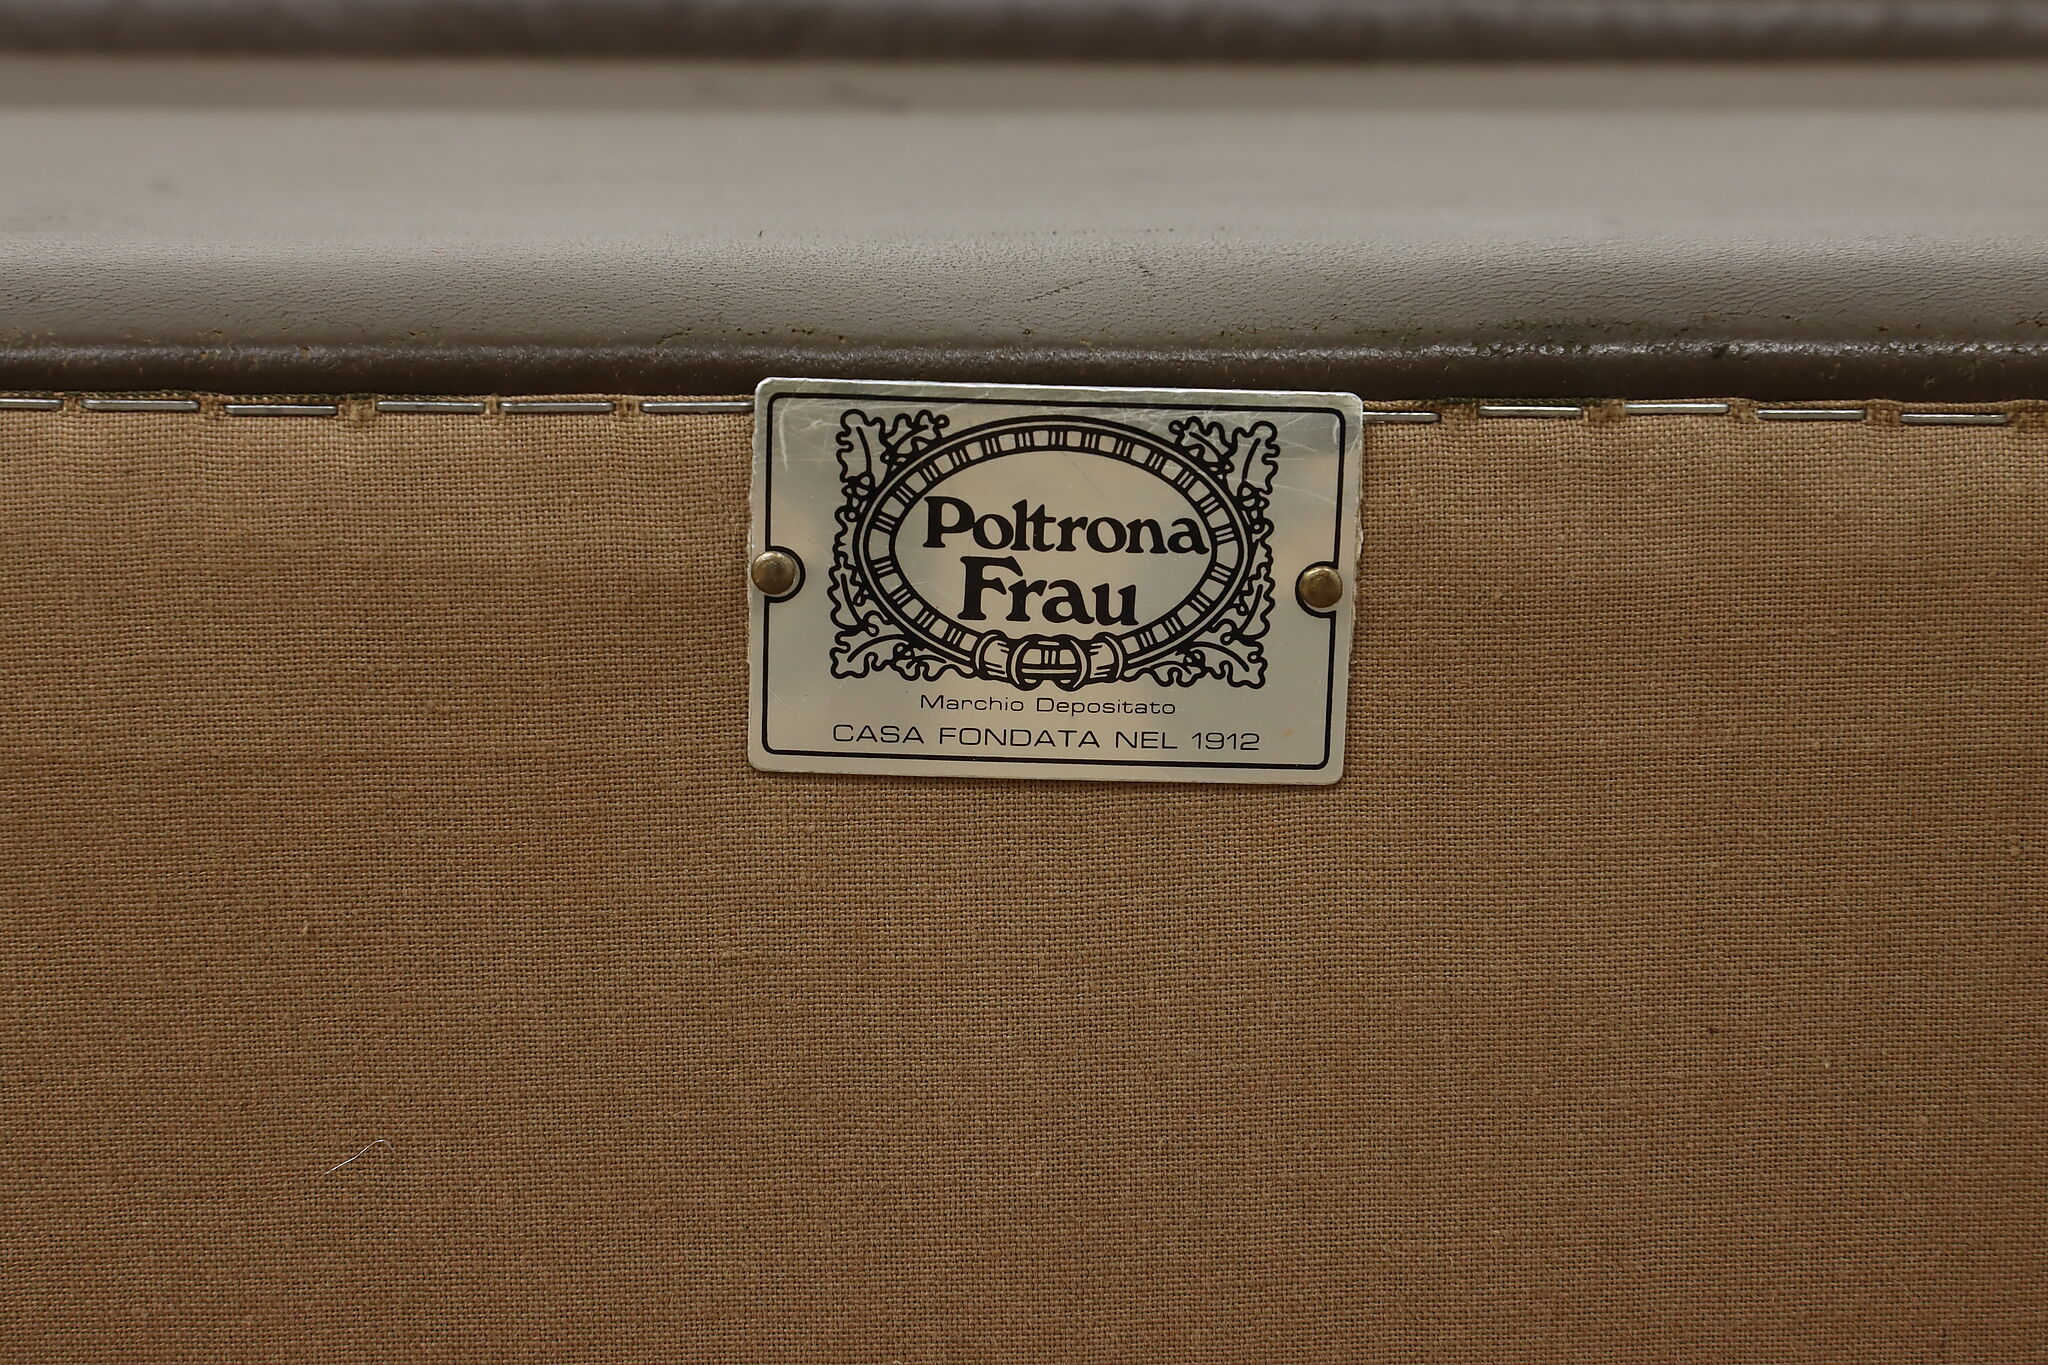 Poltrona
Frau
Marchio Depositato
CASA FONDATA NEL 1912